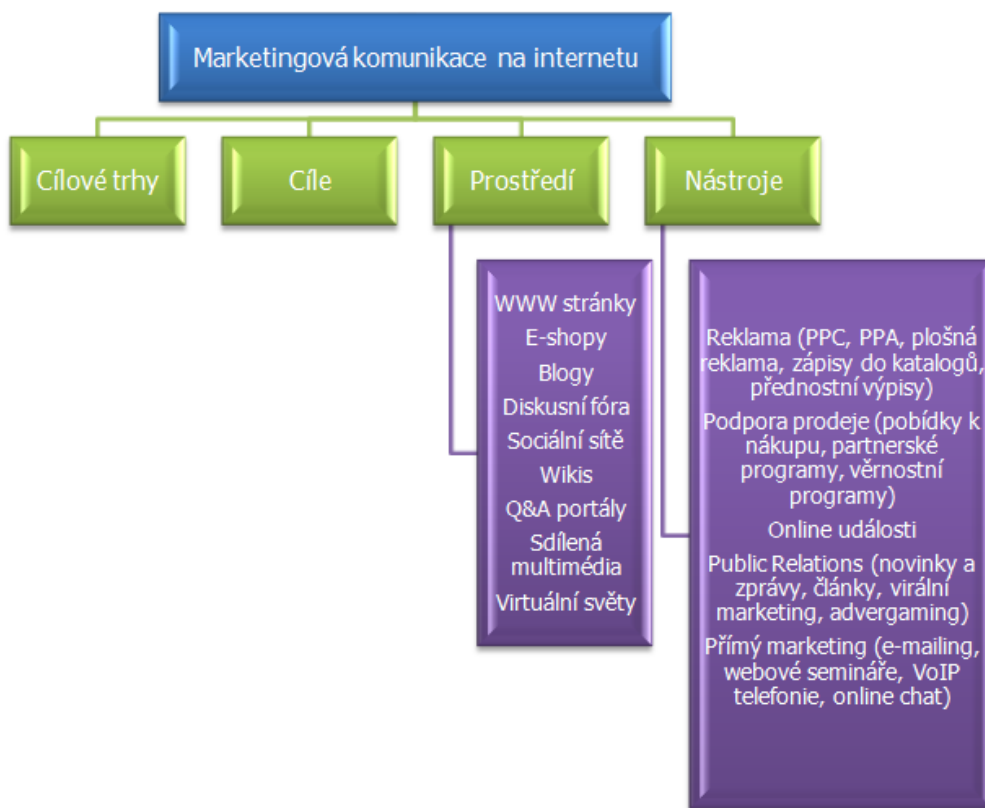 Marketingová komunikace na internetu
Cílové trhy
Cíle
Prostředí
Nástroje
WWW stránky
E-shopy
Blogy
Diskusní fóra
Sociální sítě
Wikis
Q&A portály
Sdílená
multimédia
Virtuální světy
Reklama (PPC, PPA, plošná
reklama, zápisy do katalogů,
přednostní výpisy)
Podpora prodeje (pobídky k
nákupu, partnerské
programy, věrnostní
programy)
Online události
Public Relations (novinky a
zprávy, články, virální
marketing, advergaming)
Přímý marketing (e-mailing,
webové semináře, VoIP
telefonie, online chat)